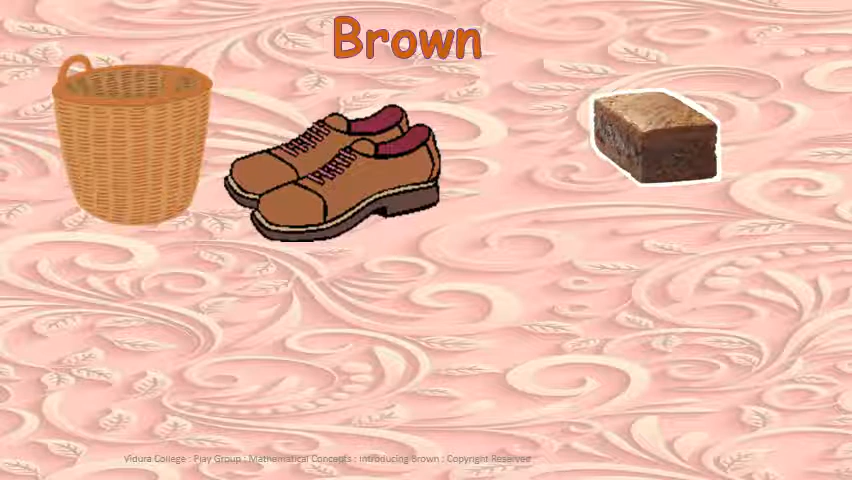 Brown
Vidura College : Play Group : Mathematical Concepts : Introducing Brown : Copyright Reserved